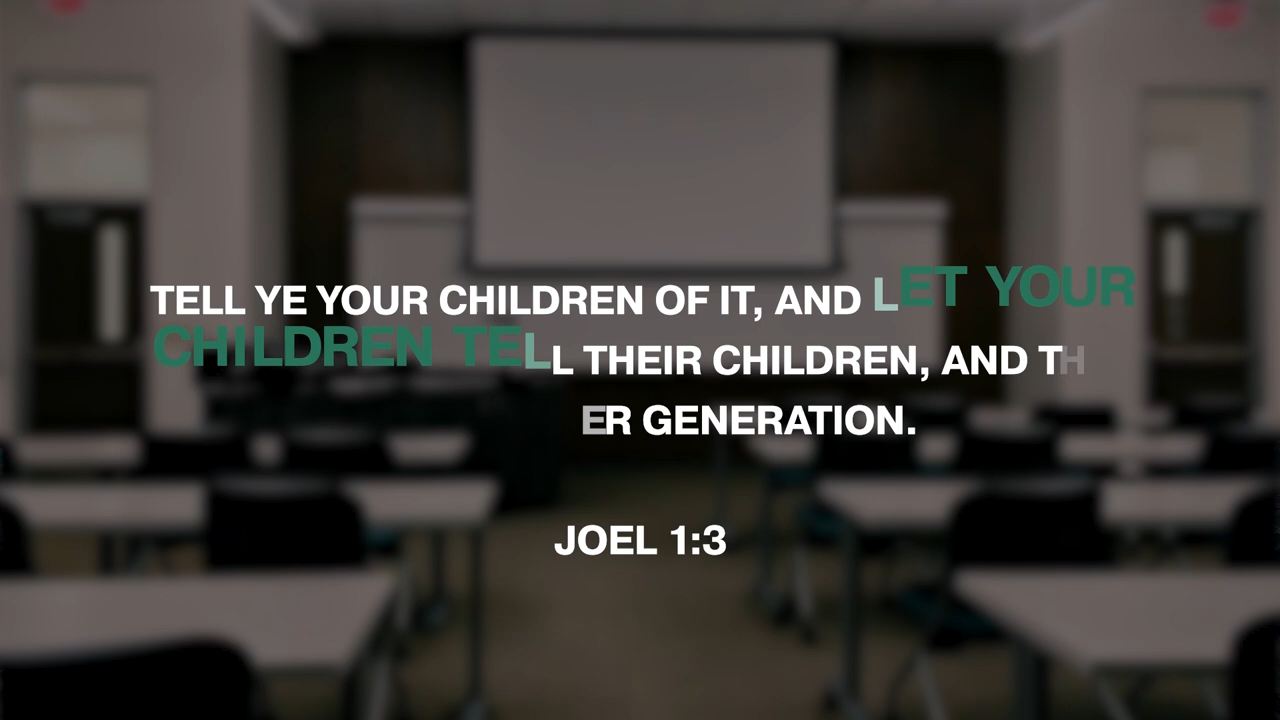 TELL YE YOUR CHILDREN OF IT, AND LET YOUR
CHILDREN TELL THEIR CHILDREN, AND TH
ER GENERATION.
JOEL 1:3